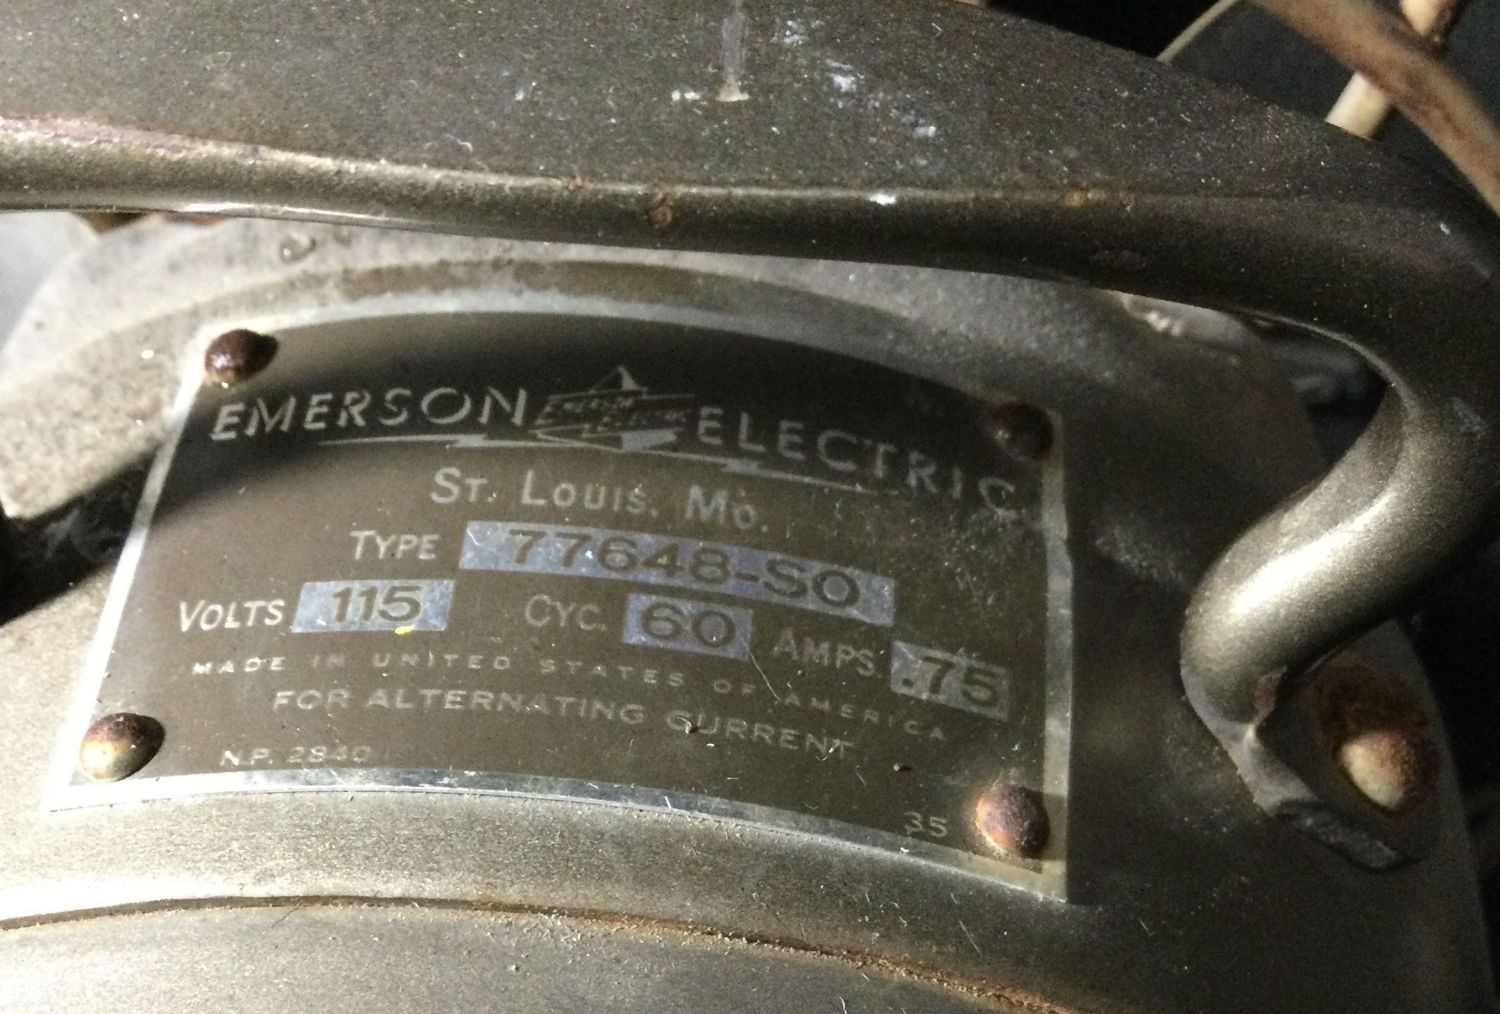 EMERSON ELECTRIC
ST. LOUIS, MO.
TYPE 77648-SO
VOLTS 115 CYC. 60 AMPS .75
MADE IN UNITED STATES OF AMERICA
FOR ALTERNATING CURRENT
N.P. 2840
35